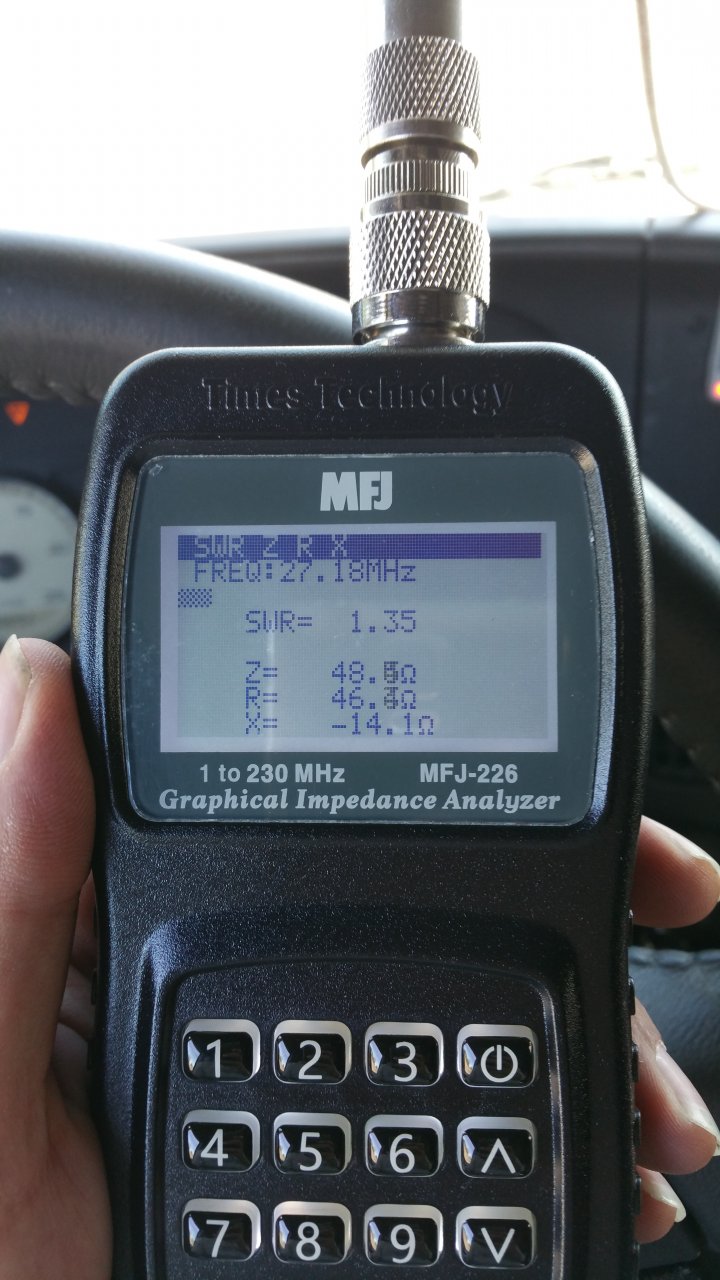 Times Technology
MFJ
SWR Z R X
FREQ:27.18MHz
SWR= 1.35
Z=
R=
X= -14.1Ω
1 to 230 MHz MFJ-226
Graphical Impedance Analyzer
1 2 3
4 5 6
7 8 9